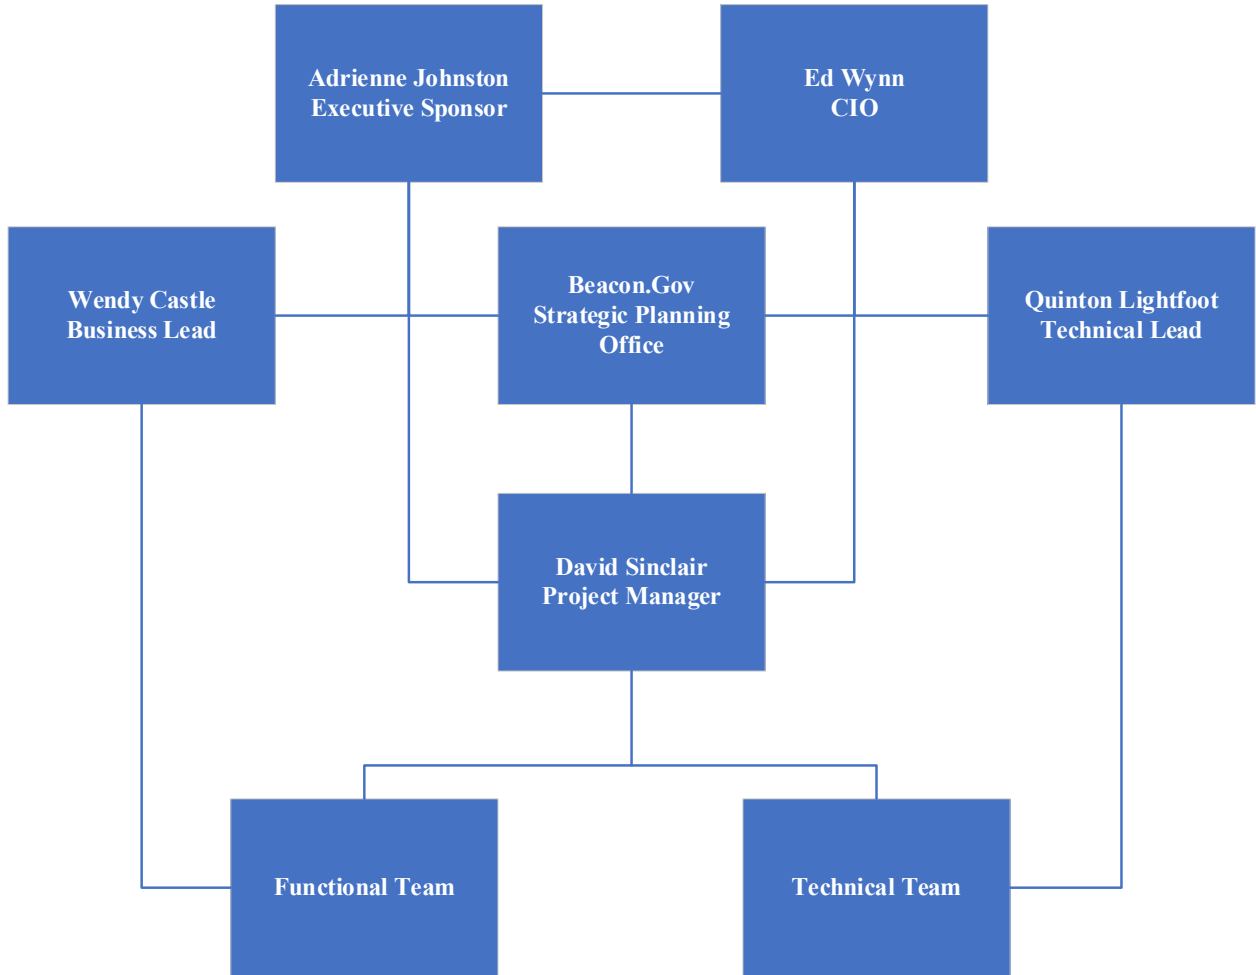 Adrienne Johnston
Executive Sponsor
Ed Wynn
CIO
Wendy Castle
Business Lead
Beacon.Gov
Strategic Planning
Office
Quinton Lightfoot
Technical Lead
David Sinclair
Project Manager
Functional Team
Technical Team